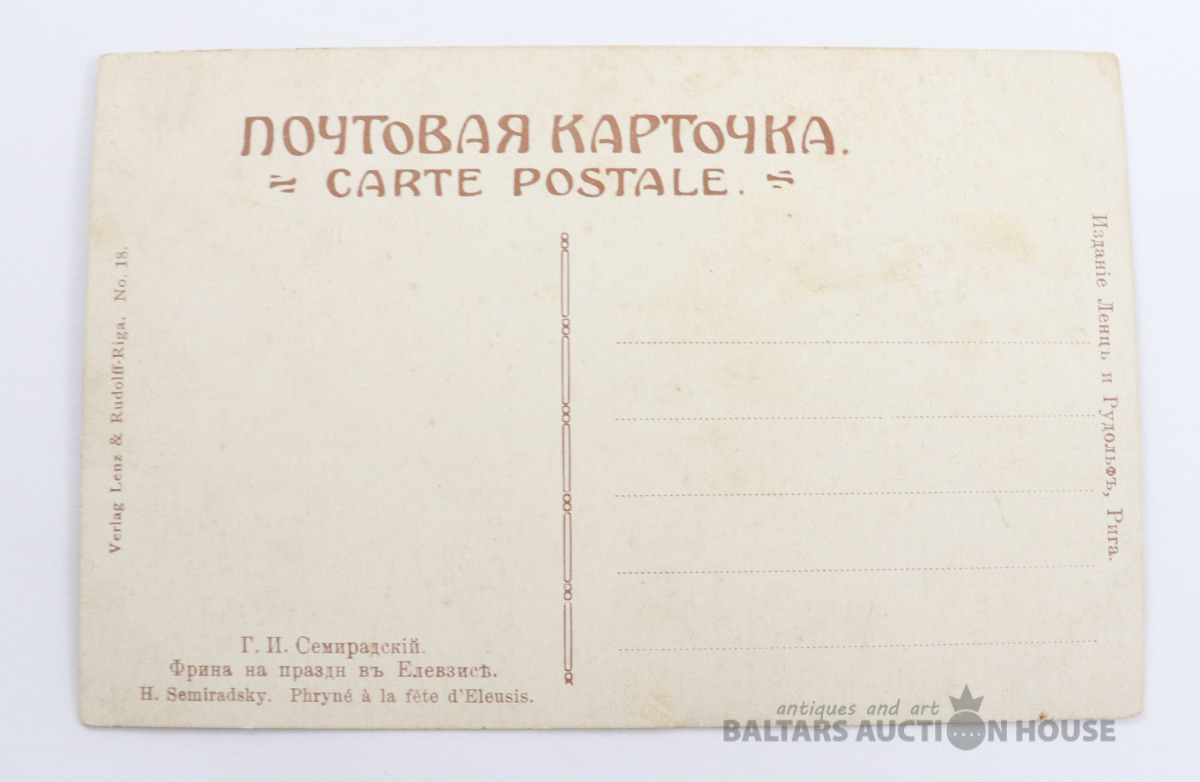 ПОЧТОВАЯ КАРТОЧКА.
CARTE POSTALE.
Verlag Lenz & Rudolff-Riga. No. 18.
Изданіе Ленцъ и Рудольфъ, Рига.
Г. И. Семирадскій.
Фрина на праздн въ Елевзисѣ.
H. Semiradsky. Phryné à la fête d'Eleusis.
antiques and art
BALTARS AUCTION HOUSE